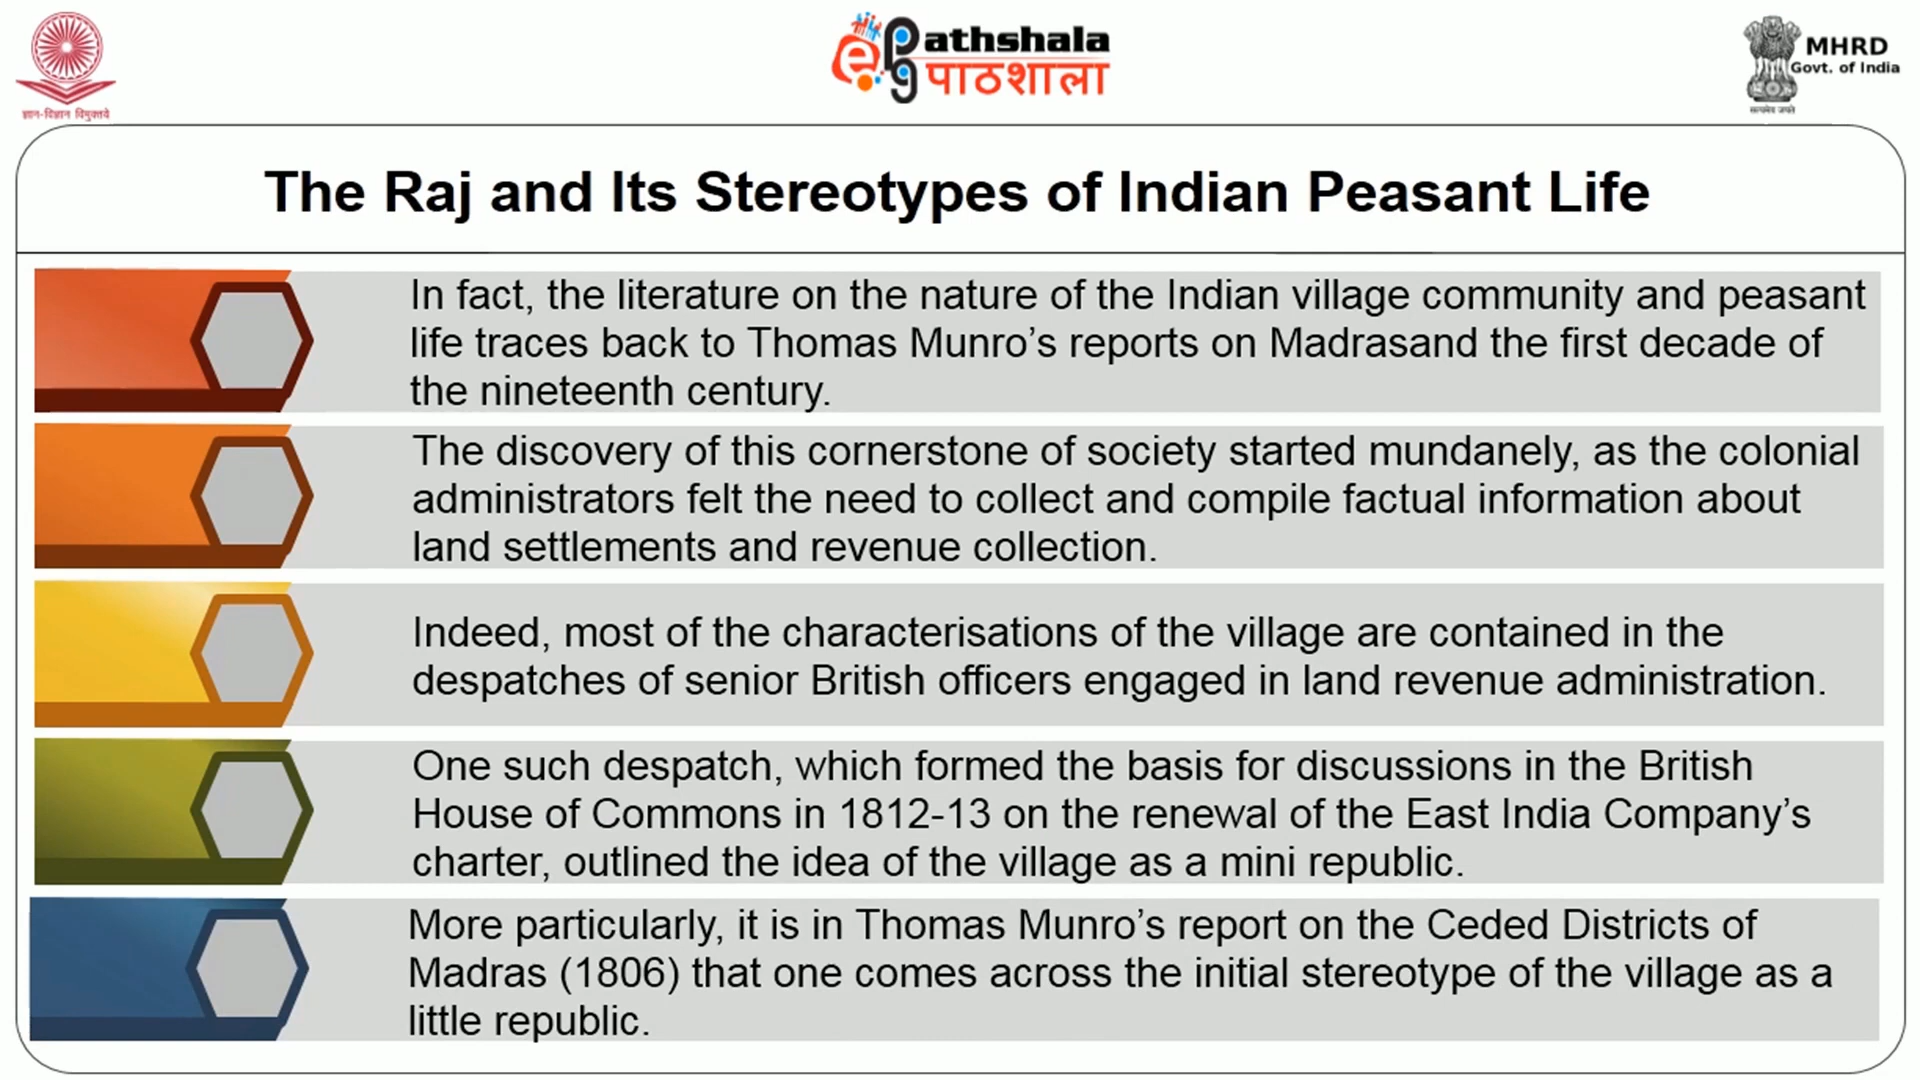 ज्ञान-विज्ञान विमुक्तये
ePg Pathshala
पाठशाला
MHRD
Govt. of India
सत्यमेव जयते
The Raj and Its Stereotypes of Indian Peasant Life
In fact, the literature on the nature of the Indian village community and peasant
life traces back to Thomas Munro’s reports on Madrasand the first decade of
the nineteenth century.
The discovery of this cornerstone of society started mundanely, as the colonial
administrators felt the need to collect and compile factual information about
land settlements and revenue collection.
Indeed, most of the characterisations of the village are contained in the
despatches of senior British officers engaged in land revenue administration.
One such despatch, which formed the basis for discussions in the British
House of Commons in 1812-13 on the renewal of the East India Company’s
charter, outlined the idea of the village as a mini republic.
More particularly, it is in Thomas Munro’s report on the Ceded Districts of
Madras (1806) that one comes across the initial stereotype of the village as a
little republic.